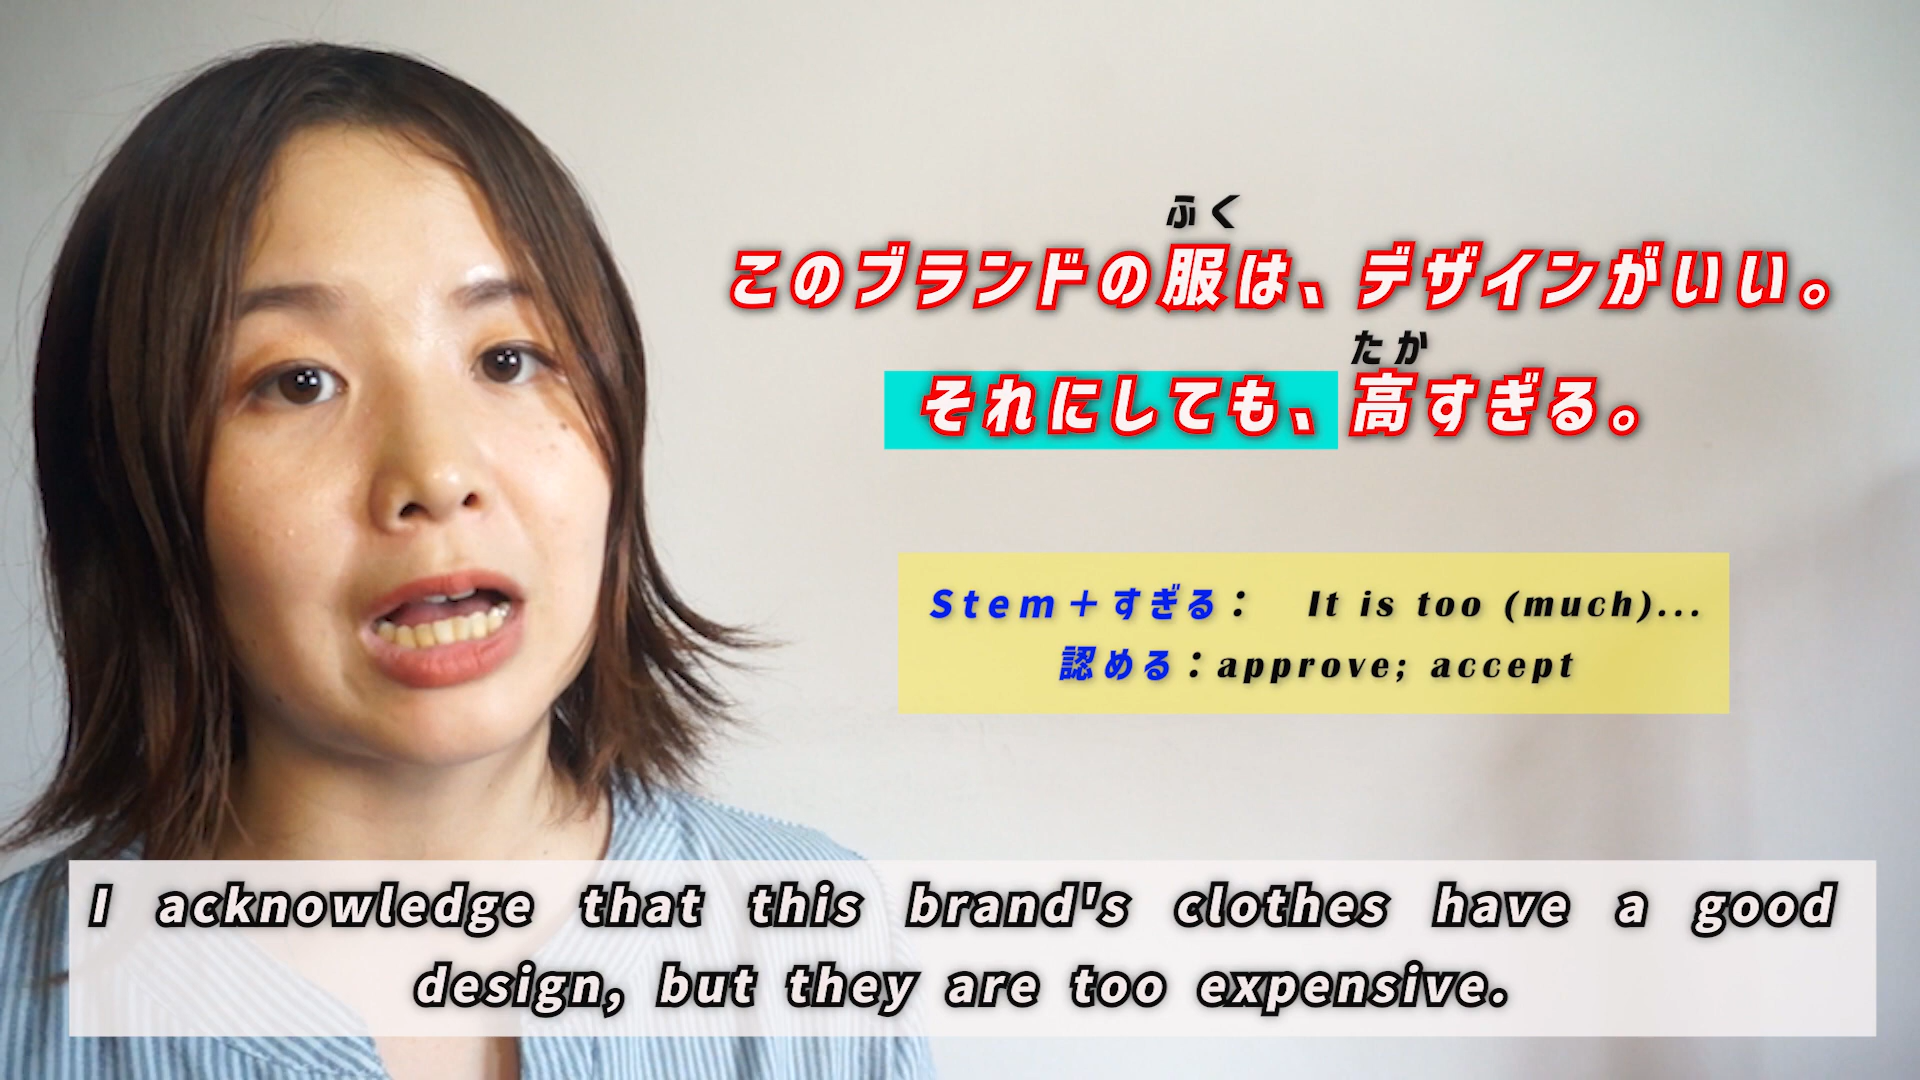 ふく
このブランドの服は、デザインがいい。
たか
それにしても、高すぎる。
Stem＋すぎる： It is too (much)...
認める：approve; accept
I acknowledge that this brand's clothes have a good
design, but they are too expensive.